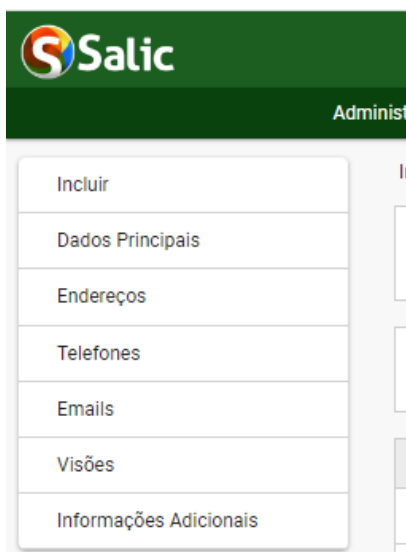 Salic
Incluir
Dados Principais
Endereços
Telefones
Emails
Visões
Informações Adicionais